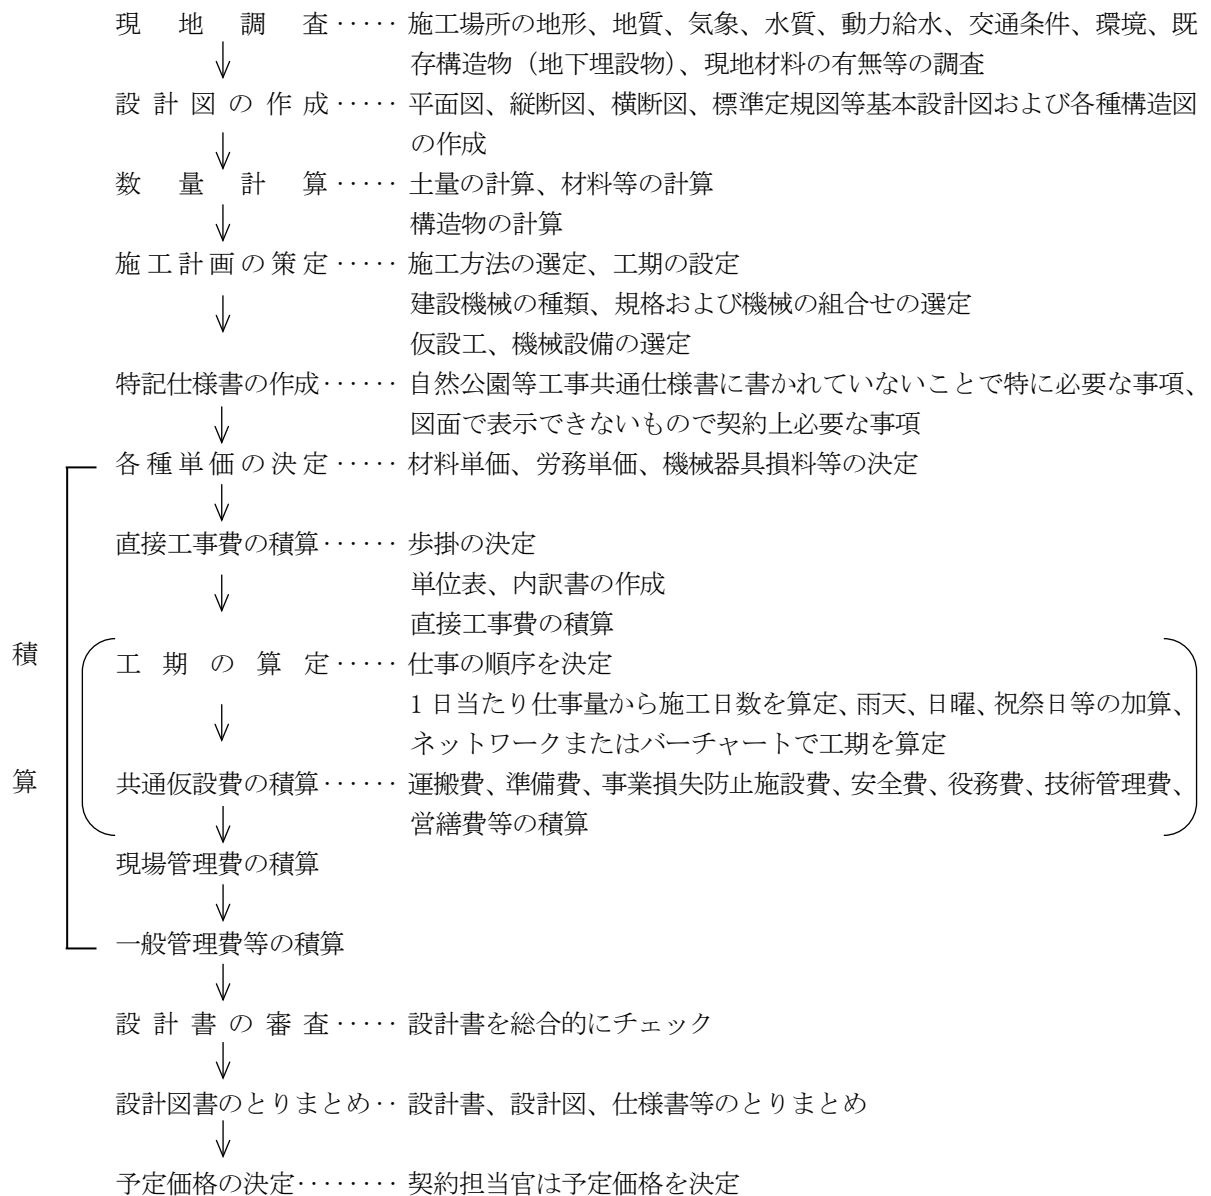 現地調査‥‥‥施工場所の地形、地質、気象、水質、動力給水、交通条件、環境、既
存構造物（地下埋設物）、現地材料の有無等の調査
設計図の作成‥‥‥平面図、縦断図、横断図、標準定規図等基本設計図および各種構造図
の作成
数量計算‥‥‥土量の計算、材料等の計算
構造物の計算
施工計画の策定‥‥‥施工方法の選定、工期の設定
建設機械の種類、規格および機械の組合せの選定
仮設工、機械設備の選定
特記仕様書の作成‥‥‥自然公園等工事共通仕様書に書かれていないことで特に必要な事項、
図面で表示できないもので契約上必要な事項
積算
各種単価の決定‥‥‥材料単価、労務単価、機械器具損料等の決定
直接工事費の積算‥‥‥歩掛の決定
単位表、内訳書の作成
直接工事費の積算
工期の算定‥‥‥仕事の順序を決定
1日当たり仕事量から施工日数を算定、雨天、日曜、祝祭日等の加算、
ネットワークまたはバーチャートで工期を算定
共通仮設費の積算‥‥‥運搬費、準備費、事業損失防止施設費、安全費、役務費、技術管理費、
営繕費等の積算
現場管理費の積算
一般管理費等の積算
設計書の審査‥‥‥設計書を総合的にチェック
設計図書のとりまとめ‥設計書、設計図、仕様書等のとりまとめ
予定価格の決定‥‥‥‥契約担当官は予定価格を決定